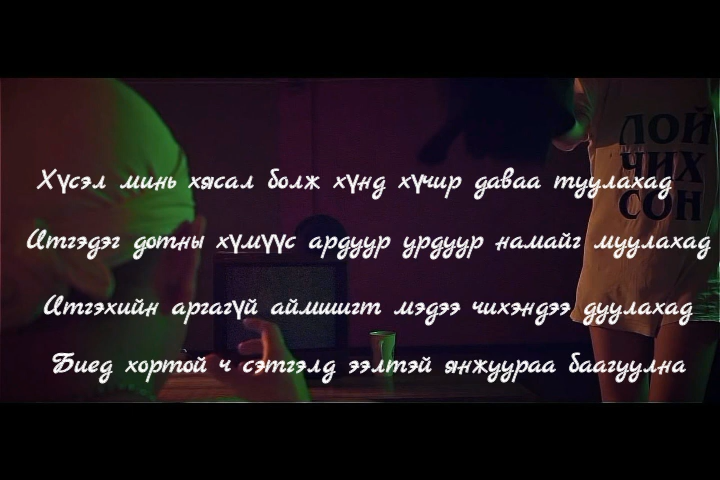 Хүсэл минь хясал болж хүнд хүчир даваа туулахад
Итгэдэг дотны хүмүүс ардуур урдуур намайг муулахад
Итгэхийн аргагүй аймшигт мэдээ чихэндээ дуулахад
Биед хортой ч сэтгэлд ээлтэй янжуураа баагуулна
ЛОЙ
ЧИХ
СОН